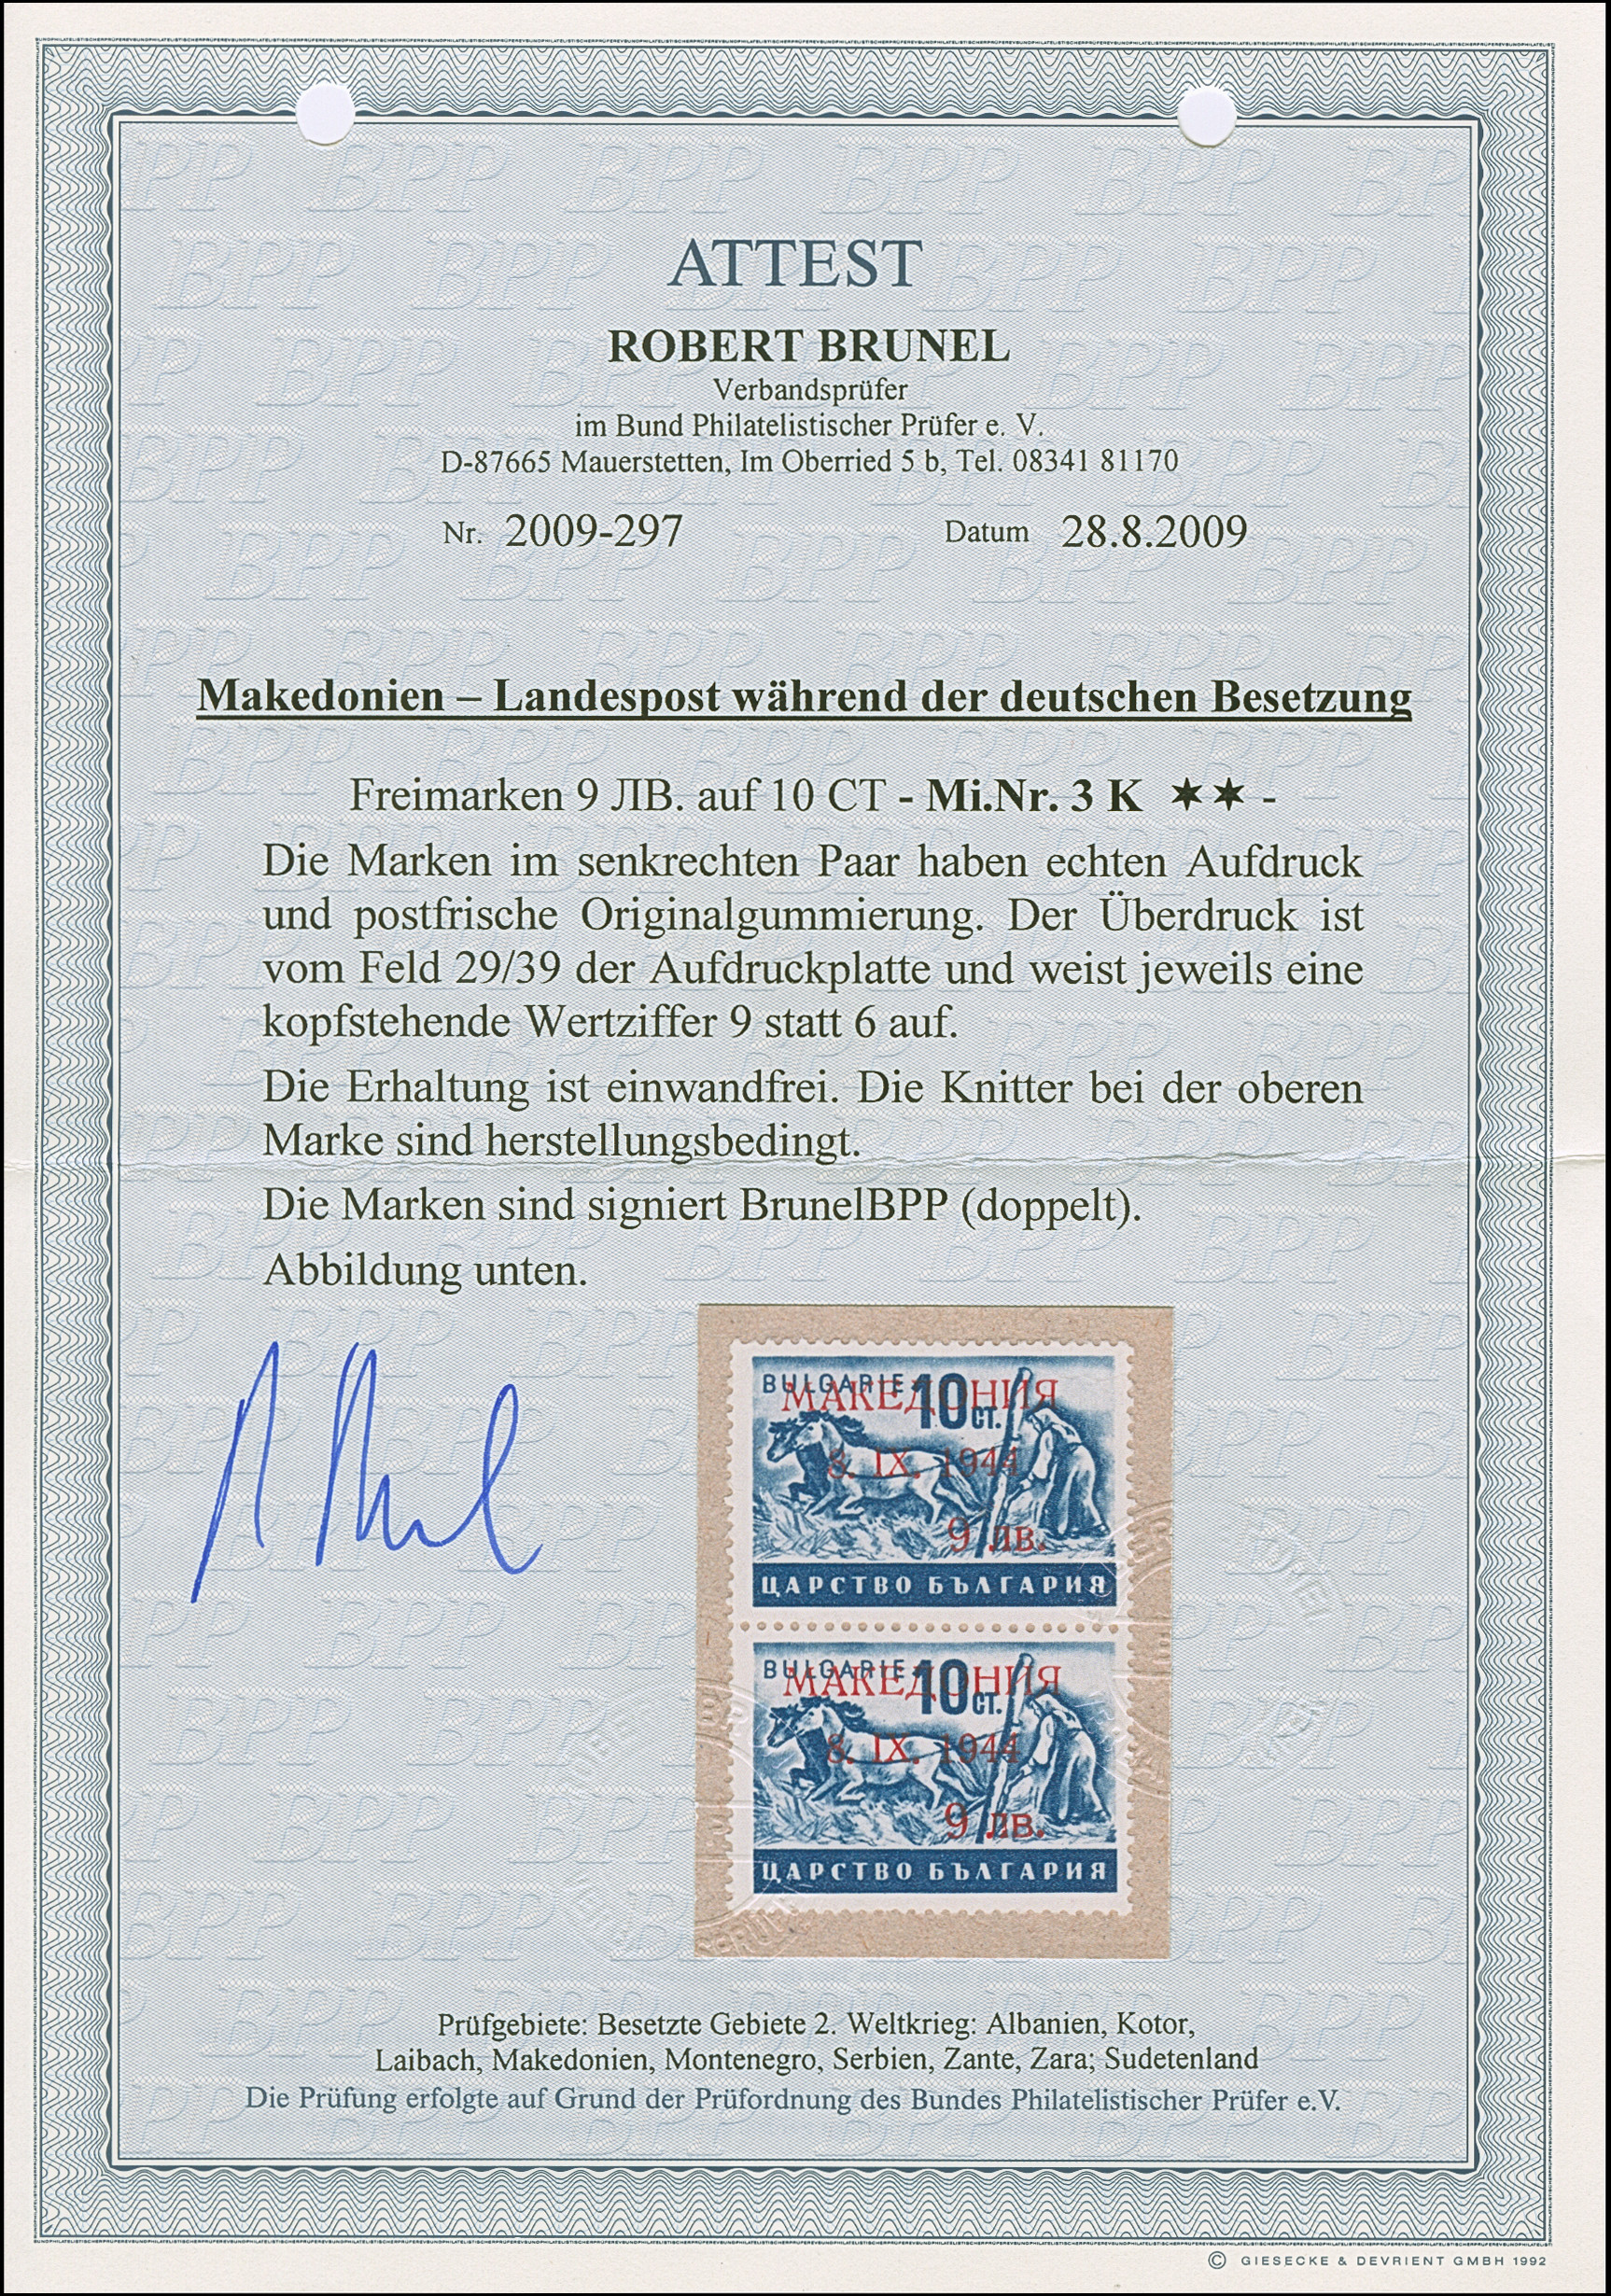 ATTEST
ROBERT BRUNEL
Verbandsprüfer
im Bund Philatelistischer Prüfer e. V.
D-87665 Mauerstetten, Im Oberried 5 b, Tel. 08341 81170
Nr. 2009-297 Datum 28.8.2009
Makedonien – Landespost während der deutschen Besetzung
Freimarken 9 ЛВ. auf 10 CT - Mi.Nr. 3 K ✶✶ -
Die Marken im senkrechten Paar haben echten Aufdruck
und postfrische Originalgummierung. Der Überdruck ist
vom Feld 29/39 der Aufdruckplatte und weist jeweils eine
kopfstehende Wertziffer 9 statt 6 auf.
Die Erhaltung ist einwandfrei. Die Knitter bei der oberen
Marke sind herstellungsbedingt.
Die Marken sind signiert BrunelBPP (doppelt).
Abbildung unten.
BULGARIE 10 СТ.
МАКЕДОНИЯ
8. IX. 1944
9 лв.
ЦАРСТВО БЪЛГАРИЯ
BULGARIE 10 СТ.
МАКЕДОНИЯ
8. IX. 1944
9 лв.
ЦАРСТВО БЪЛГАРИЯ
Prüfgebiete: Besetzte Gebiete 2. Weltkrieg: Albanien, Kotor,
Laibach, Makedonien, Montenegro, Serbien, Zante, Zara; Sudetenland
Die Prüfung erfolgte auf Grund der Prüfordnung des Bundes Philatelistischer Prüfer e.V.
© GIESECKE & DEVRIENT GMBH 1992